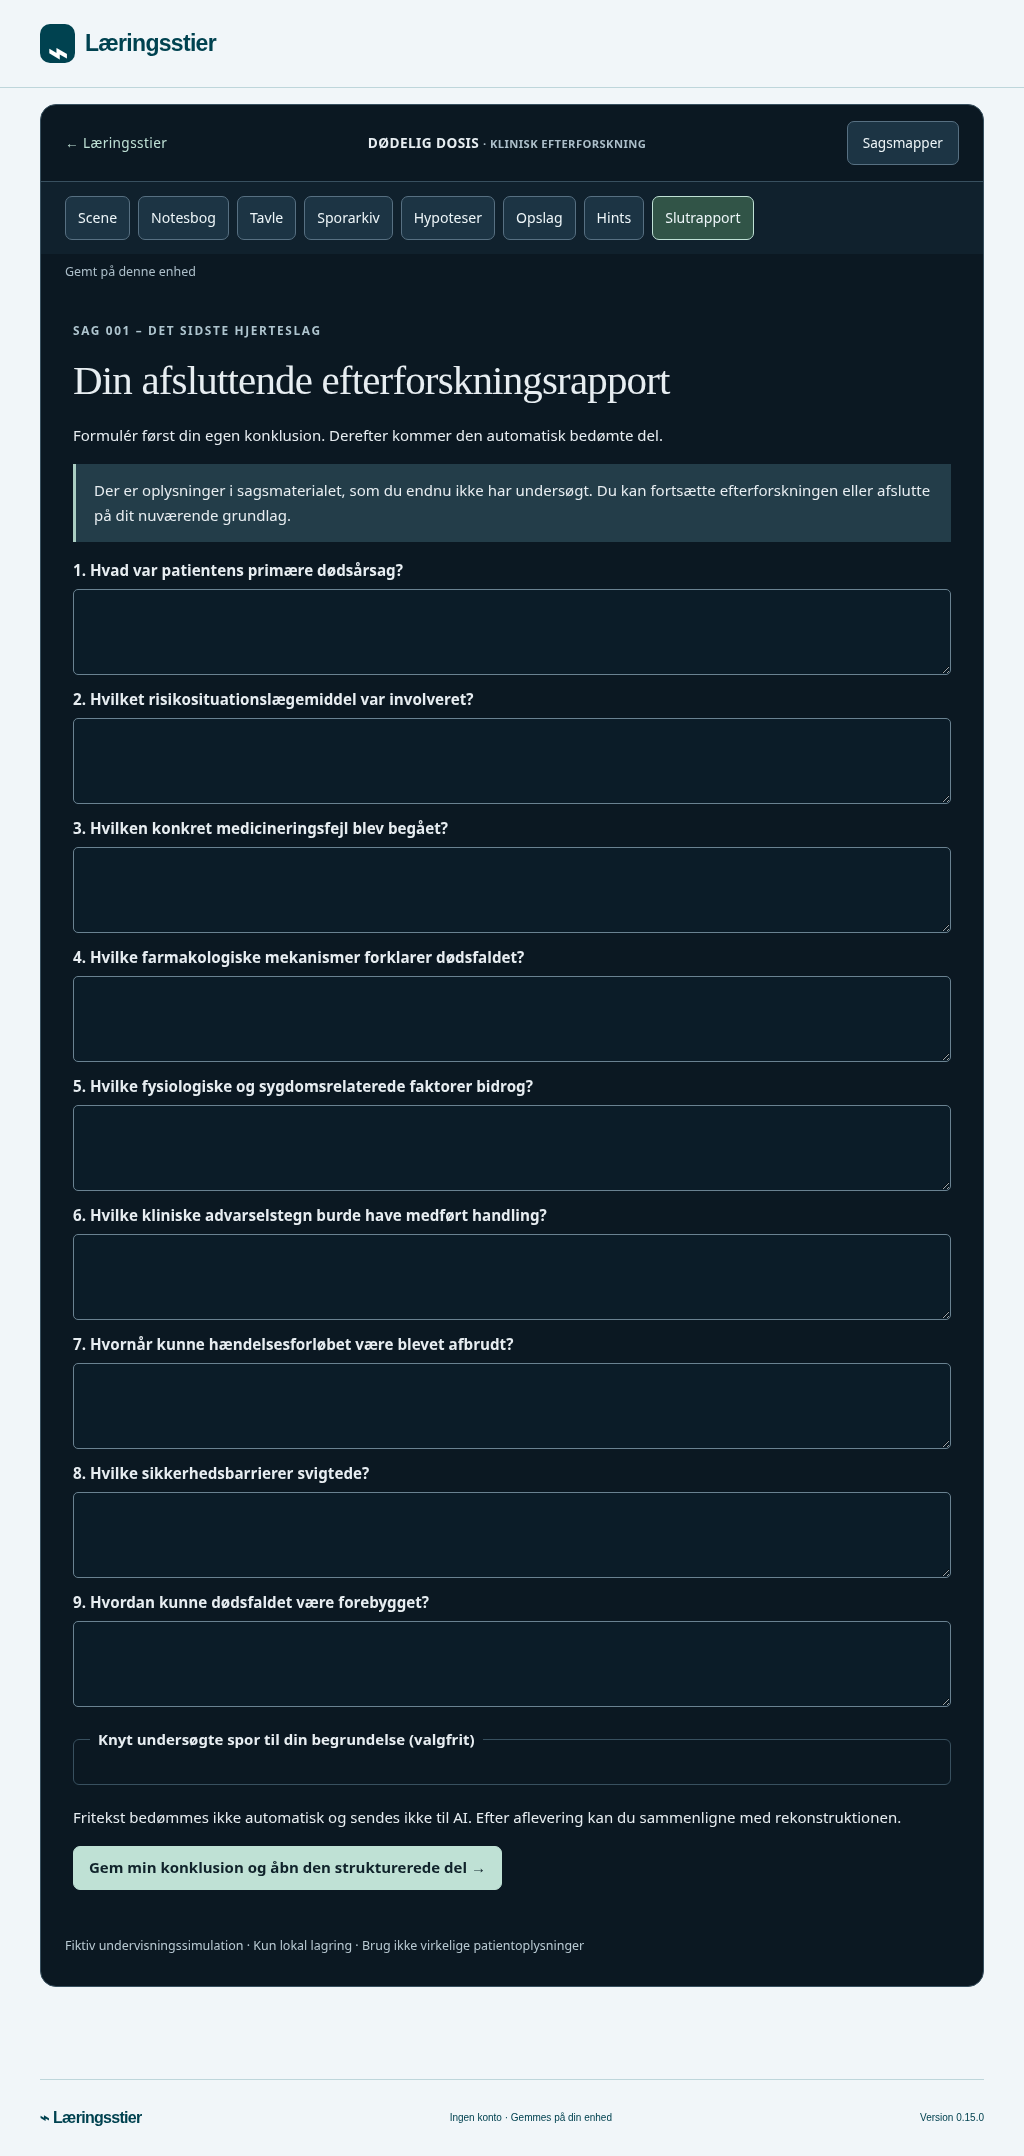 Læringsstier
← Læringsstier
DØDELIG DOSIS · KLINISK EFTERFORSKNING
Sagsmapper
Scene
Notesbog
Tavle
Sporarkiv
Hypoteser
Opslag
Hints
Slutrapport
Gemt på denne enhed
SAG 001 – DET SIDSTE HJERTESLAG
Din afsluttende efterforskningsrapport
Formulér først din egen konklusion. Derefter kommer den automatisk bedømte del.
Der er oplysninger i sagsmaterialet, som du endnu ikke har undersøgt. Du kan fortsætte efterforskningen eller afslutte
på dit nuværende grundlag.
1. Hvad var patientens primære dødsårsag?
2. Hvilket risikosituationslægemiddel var involveret?
3. Hvilken konkret medicineringsfejl blev begået?
4. Hvilke farmakologiske mekanismer forklarer dødsfaldet?
5. Hvilke fysiologiske og sygdomsrelaterede faktorer bidrog?
6. Hvilke kliniske advarselstegn burde have medført handling?
7. Hvornår kunne hændelsesforløbet være blevet afbrudt?
8. Hvilke sikkerhedsbarrierer svigtede?
9. Hvordan kunne dødsfaldet være forebygget?
Knyt undersøgte spor til din begrundelse (valgfrit)
Fritekst bedømmes ikke automatisk og sendes ikke til AI. Efter aflevering kan du sammenligne med rekonstruktionen.
Gem min konklusion og åbn den strukturerede del →
Fiktiv undervisningssimulation · Kun lokal lagring · Brug ikke virkelige patientoplysninger
Læringsstier
Ingen konto · Gemmes på din enhed
Version 0.15.0